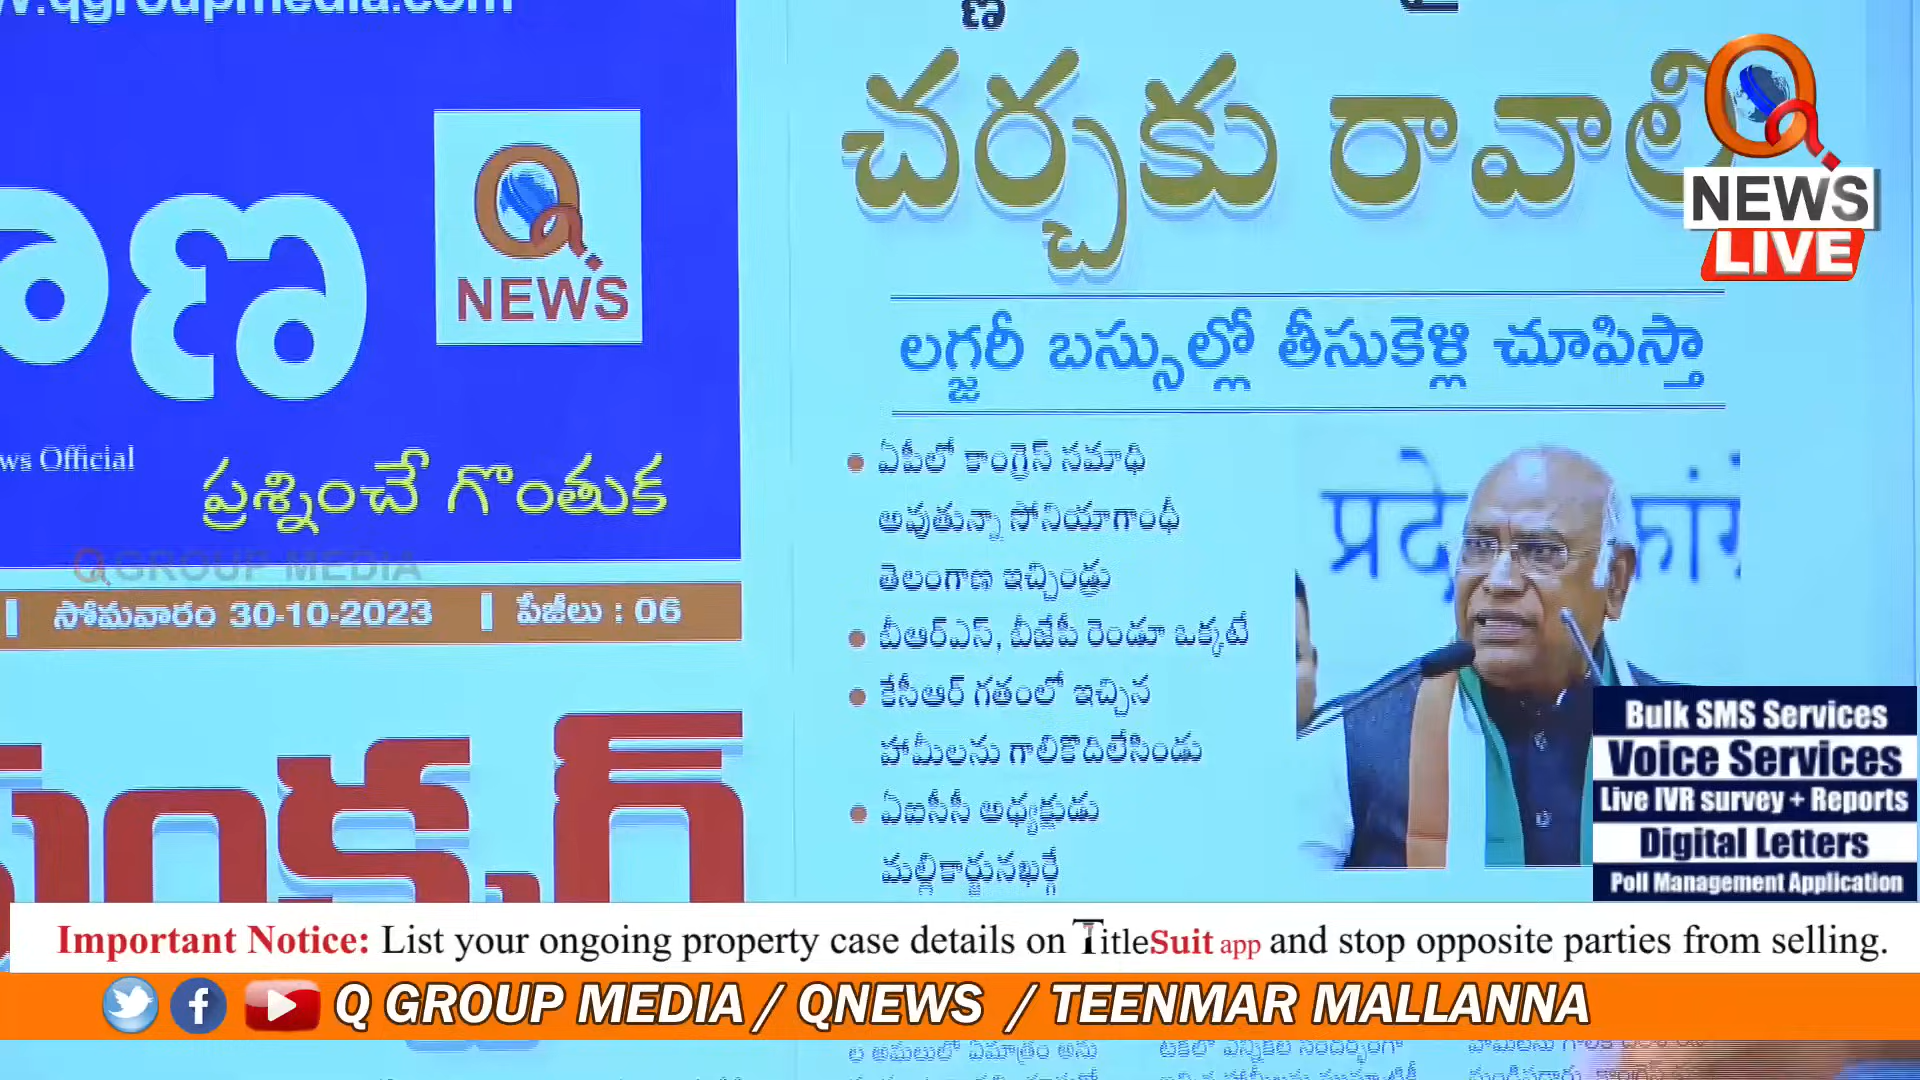 .qgroupmedia.com
Q
NEWS
ws Official
ప్రశ్నించే గొంతుక
Q GROUP MEDIA
సోమవారం 30-10-2023
పేజీలు : 06
చర్చకు రావాలి
లగ్జరీ బస్సుల్లో తీసుకెళ్లి చూపిస్తా
ఏపీలో కాంగ్రెస్ సమాధి
అవుతున్నా సోనియాగాంధీ
తెలంగాణ ఇచ్చిండ్రు
బీఆర్ఎస్, బీజేపీ రెండూ ఒక్కటే
కేసీఆర్ గతంలో ఇచ్చిన
హామీలను గాలికొదిలేసిండు
ఏఐసీసీ అధ్యక్షుడు
మల్లికార్జునఖర్గే
Q
NEWS
LIVE
Bulk SMS Services
Voice Services
Live IVR survey + Reports
Digital Letters
Poll Management Application
Important Notice: List your ongoing property case details on TitleSuit app and stop opposite parties from selling.
Q GROUP MEDIA / QNEWS / TEENMAR MALLANNA